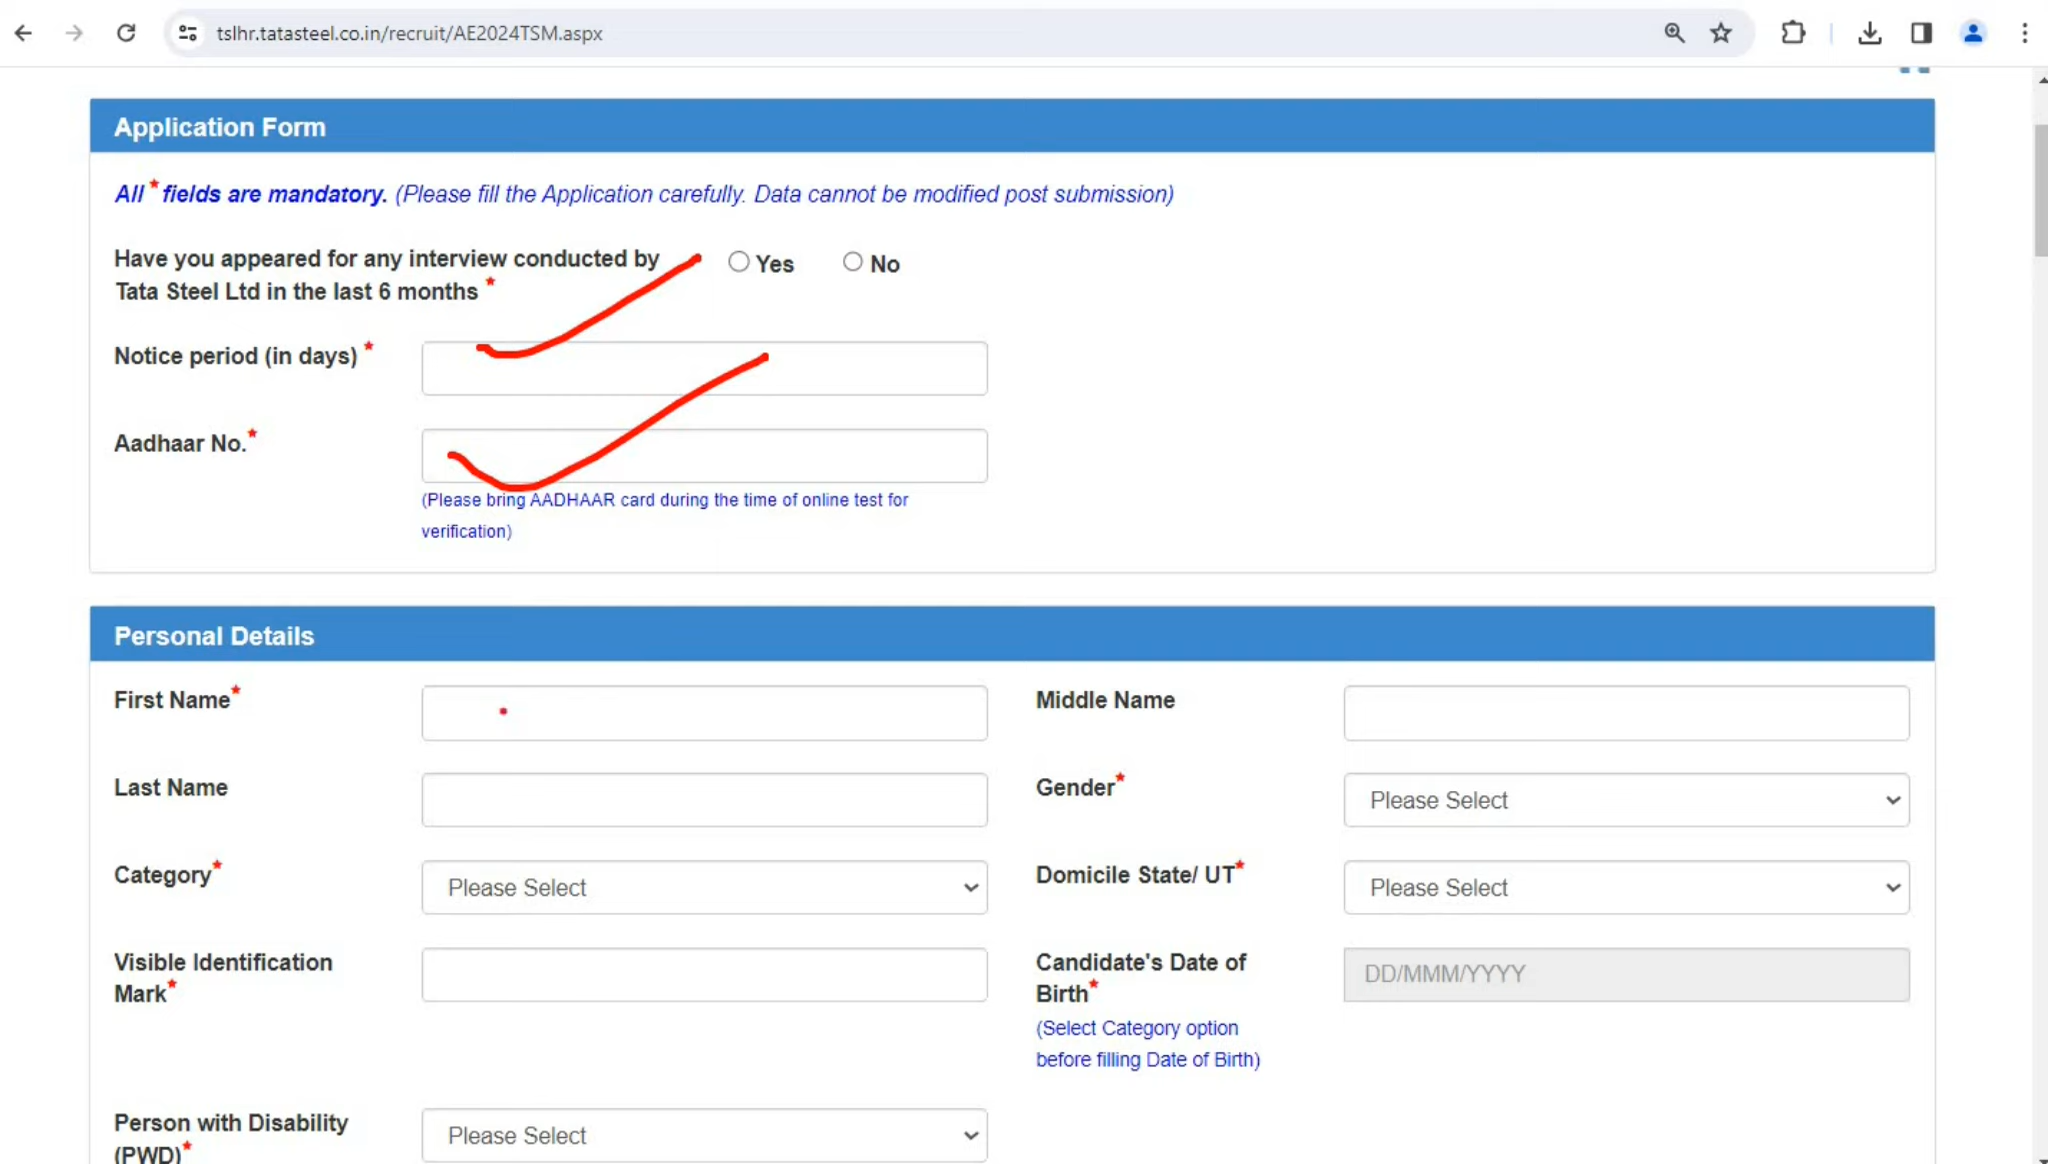 tslhr.tatasteel.co.in/recruit/AE2024TSM.aspx
Application Form
All * fields are mandatory. (Please fill the Application carefully. Data cannot be modified post submission)
Have you appeared for any interview conducted by
Tata Steel Ltd in the last 6 months *
Yes No
Notice period (in days) *
Aadhaar No.*
(Please bring AADHAAR card during the time of online test for
verification)
Personal Details
First Name*
Middle Name
Last Name
Gender* Please Select
Category* Please Select
Domicile State/ UT* Please Select
Visible Identification
Mark*
Candidate's Date of
Birth*
DD/MMM/YYYY
(Select Category option
before filling Date of Birth)
Person with Disability
(PWD)*
Please Select